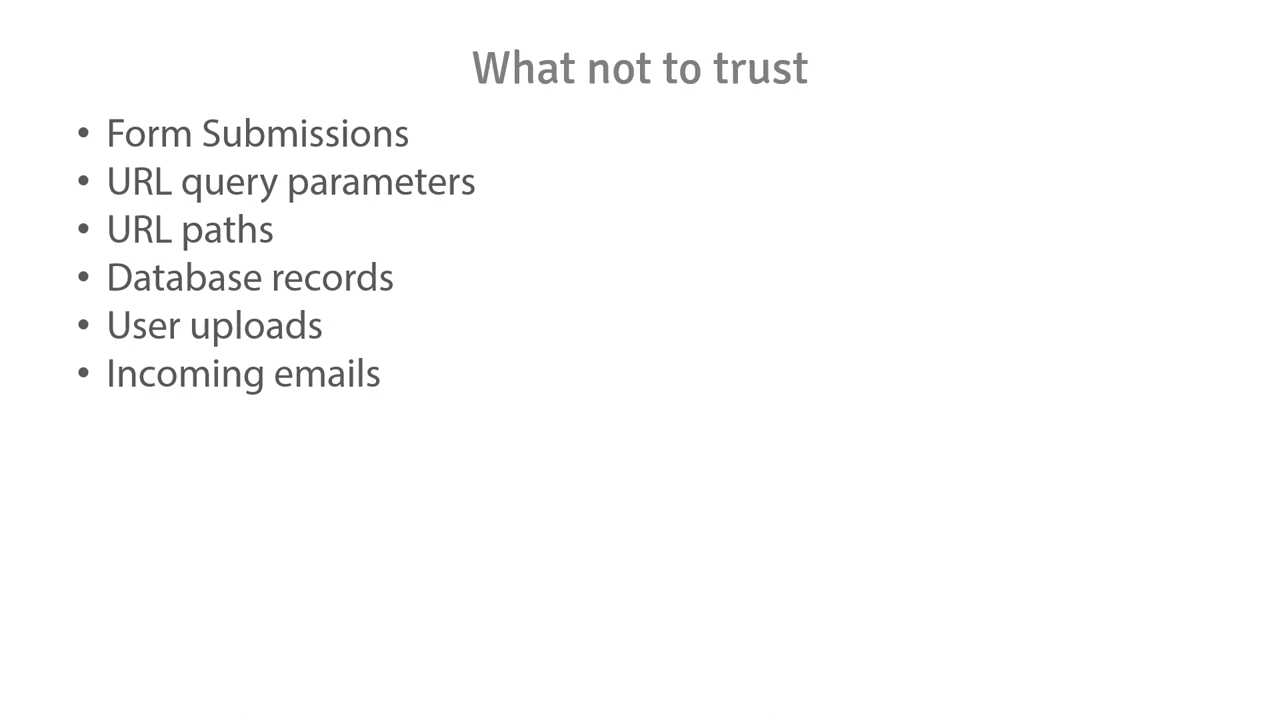 What not to trust
• Form Submissions
• URL query parameters
• URL paths
• Database records
• User uploads
• Incoming emails